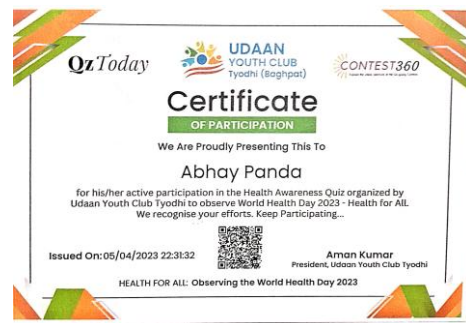 QzToday
UDAAN
YOUTH CLUB
Tyodhi (Baghpat)
CONTEST360
Certificate
OF PARTICIPATION
We Are Proudly Presenting This To
Abhay Panda
for his/her active participation in the Health Awareness Quiz organized by
Udaan Youth Club Tyodhi to observe World Health Day 2023 - Health for All.
We recognise your efforts. Keep Participating...
Issued On: 05/04/2023 22:31:32
Aman Kumar
President, Udaan Youth Club Tyodhi
HEALTH FOR ALL: Observing the World Health Day 2023